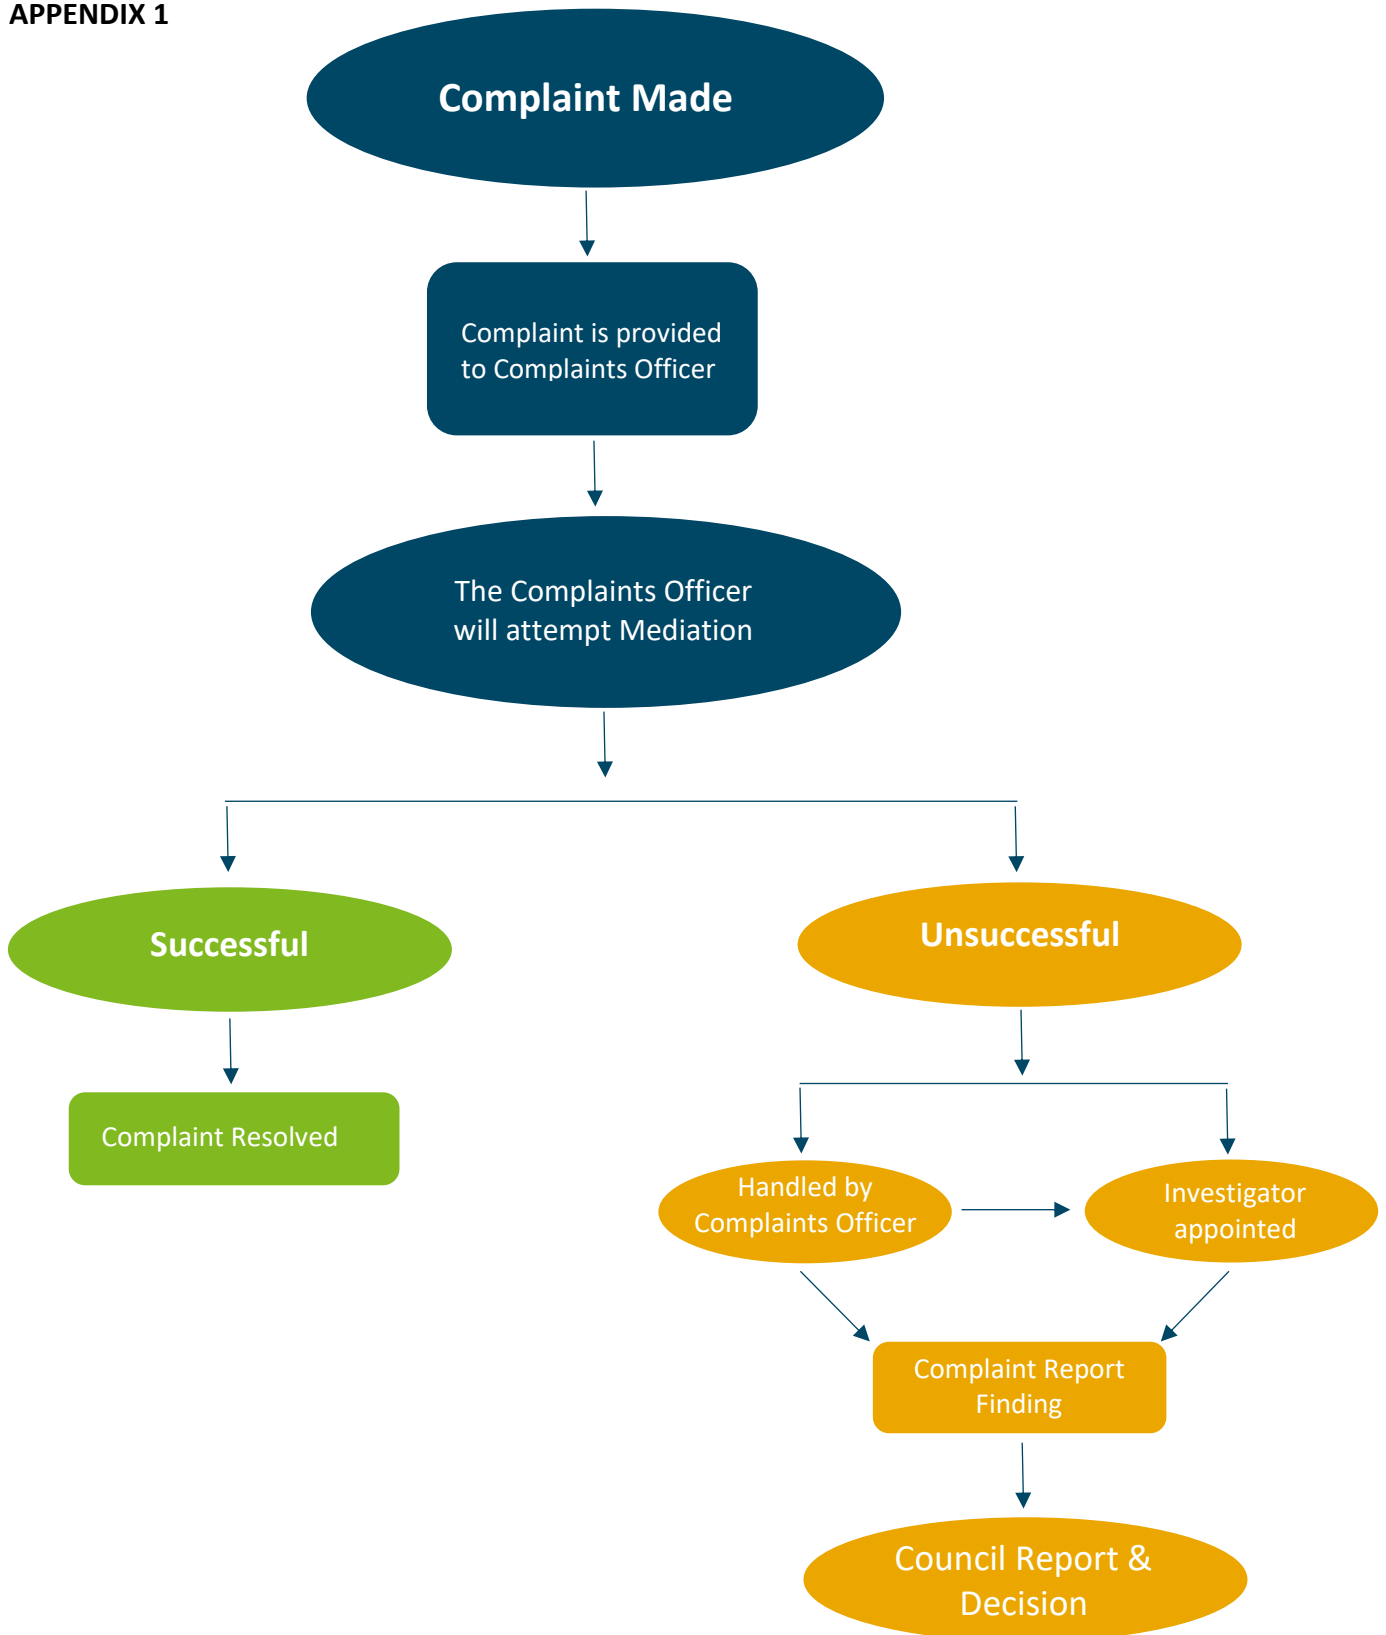 APPENDIX 1
Complaint Made
Complaint is provided
to Complaints Officer
The Complaints Officer
will attempt Mediation
Successful
Unsuccessful
Complaint Resolved
Handled by
Complaints Officer
Investigator
appointed
Complaint Report
Finding
Council Report &
Decision